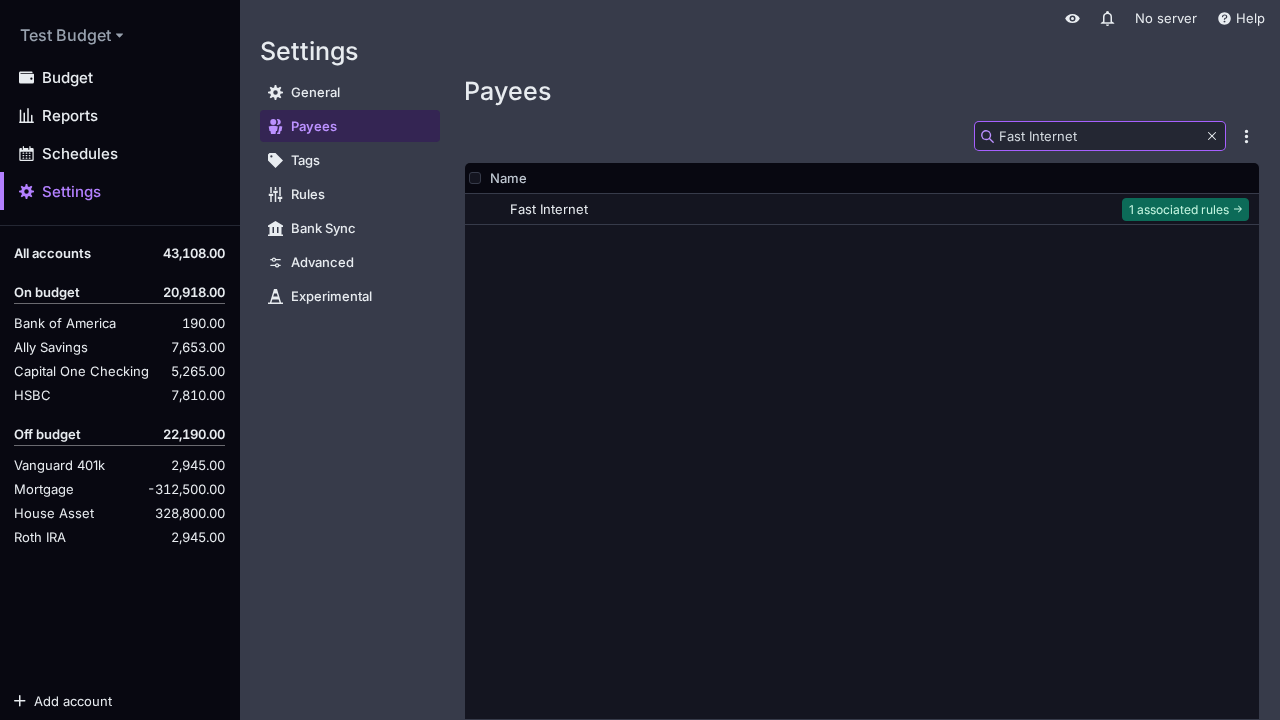 Test Budget
Budget
Reports
Schedules
Settings
All accounts 43,108.00
On budget 20,918.00
Bank of America 190.00
Ally Savings 7,653.00
Capital One Checking 5,265.00
HSBC 7,810.00
Off budget 22,190.00
Vanguard 401k 2,945.00
Mortgage -312,500.00
House Asset 328,800.00
Roth IRA 2,945.00
Add account
No server
Help
Settings
General
Payees
Tags
Rules
Bank Sync
Advanced
Experimental
Payees
Fast Internet
Name
Fast Internet
1 associated rules →